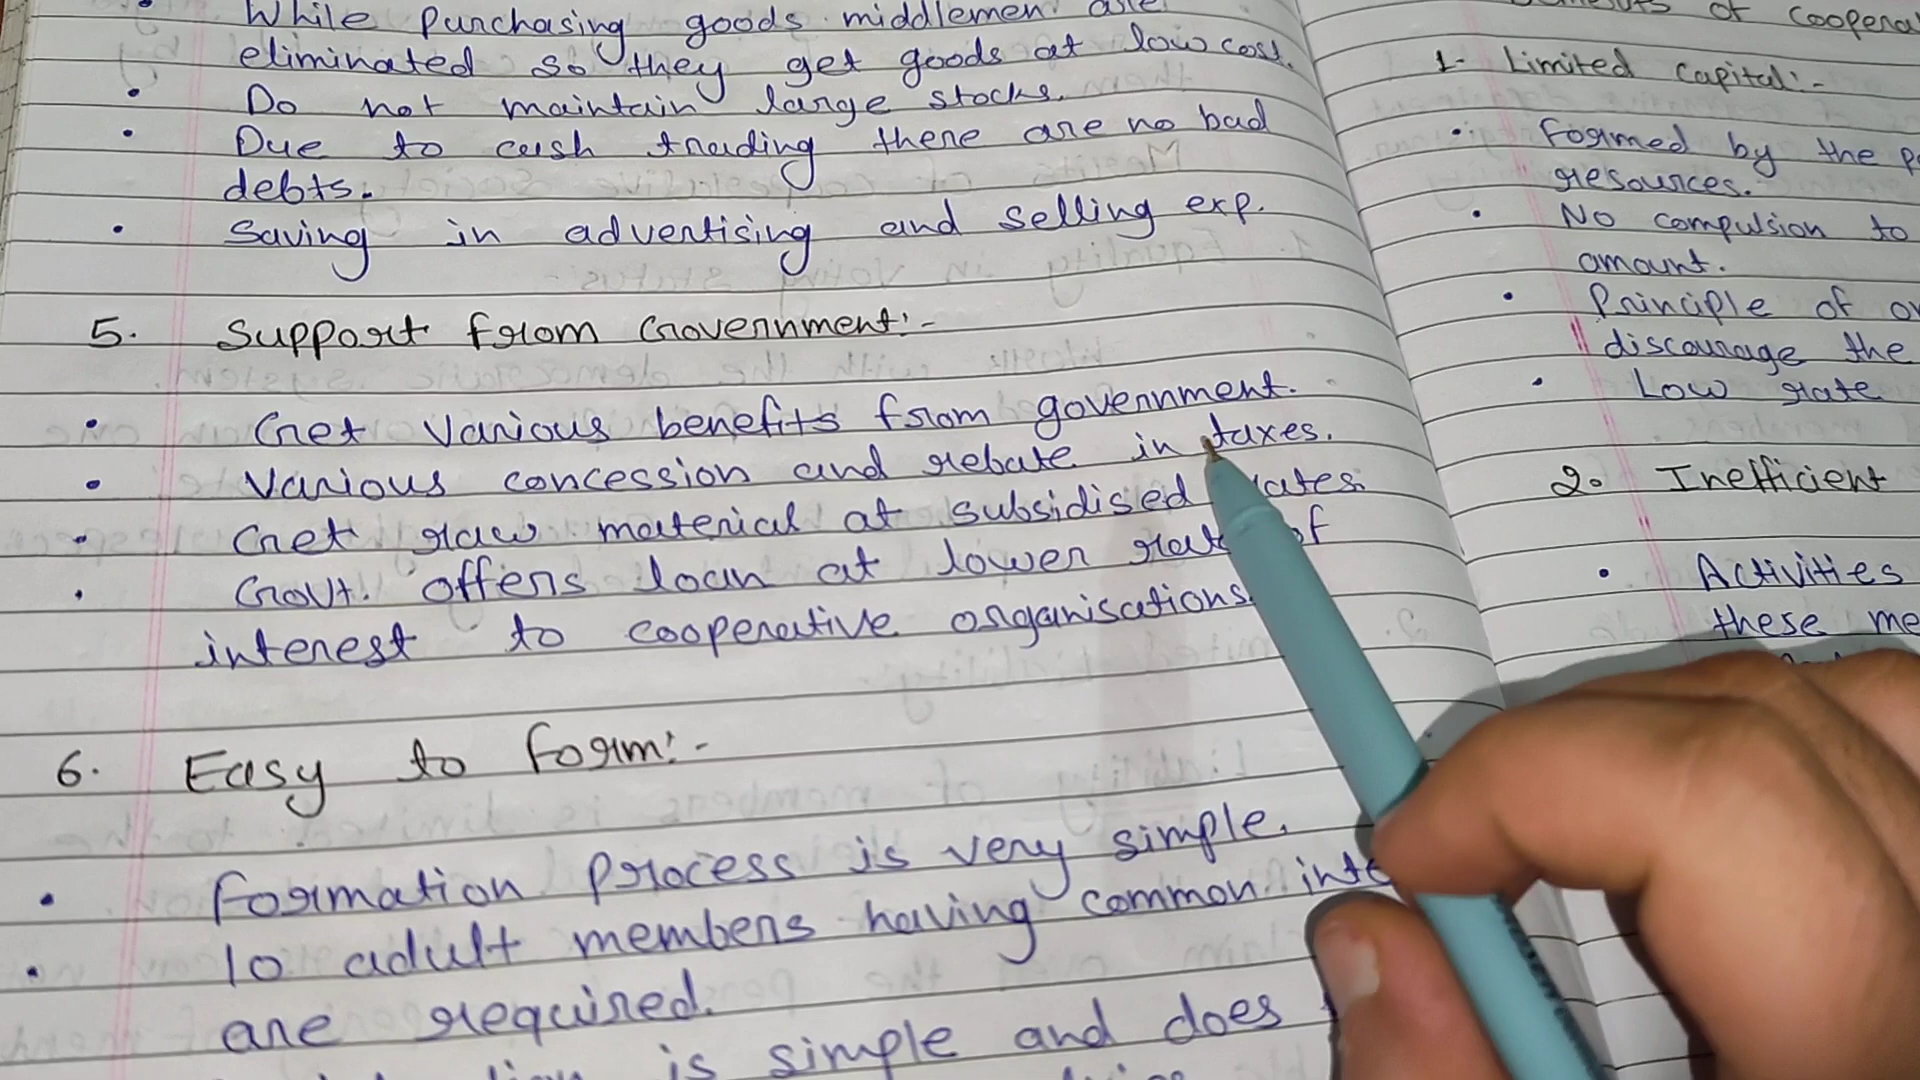 While purchasing goods middlemen are
eliminated so they get goods at low cost.
• Do not maintain large stocks.
• Due to cash trading there are no bad
debts.
• Saving in advertising and selling exp.
5. Support from Government:-
• Get various benefits from government.
• Various concession and rebate in taxes.
• Get raw material at subsidised rates.
• Govt. offers loan at lower rate of
interest to cooperative organisations.
6. Easy to form:-
• Formation process is very simple.
• 10 adult members having common inte
are required.
is simple and does
of coopera
1- Limited Capital:-
• Formed by the
resources.
• No compulsion to
amount.
• Principle of
discourage the
• Low rate
2. Inefficient
• Activities
these me